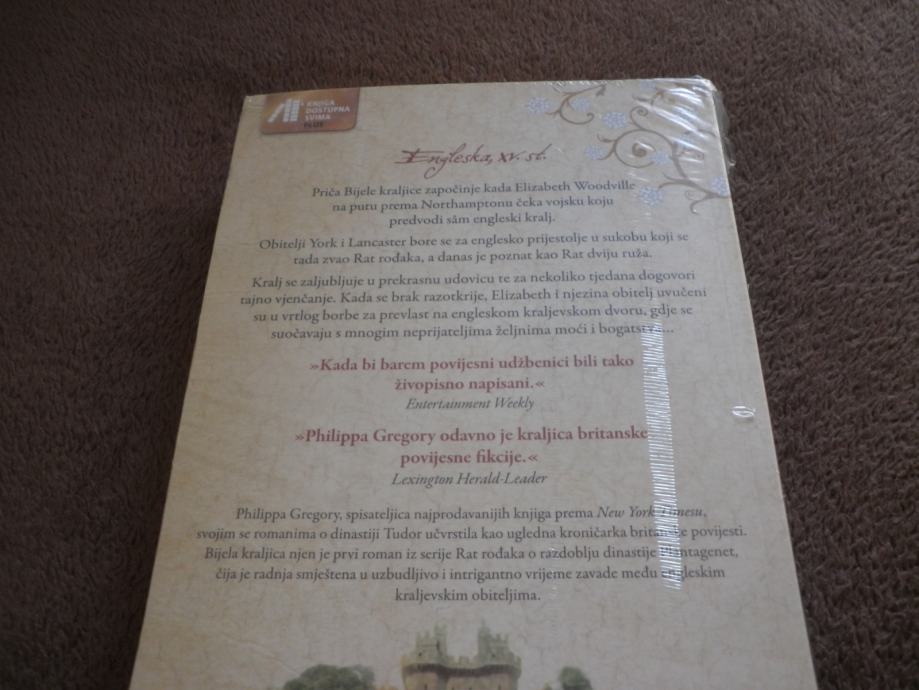 KNJIGA
DOSTUPNA
SVIMA
PLUS
Engleska, XV. st.
Priča Bijele kraljice započinje kada Elizabeth Woodville
na putu prema Northamptonu čeka vojsku koju
predvodi sâm engleski kralj.
Obitelji York i Lancaster bore se za englesko prijestolje u sukobu koji se
tada zvao Rat rođaka, a danas je poznat kao Rat dviju ruža.
Kralj se zaljubljuje u prekrasnu udovicu te za nekoliko tjedana dogovori
tajno vjenčanje. Kada se brak razotkrije, Elizabeth i njezina obitelj uvučeni
su u vrtlog borbe za prevlast na engleskom kraljevskom dvoru, gdje se
suočavaju s mnogim neprijateljima željnima moći i bogatstva...
»Kada bi barem povijesni udžbenici bili tako
živopisno napisani.«
Entertainment Weekly
»Philippa Gregory odavno je kraljica britanske
povijesne fikcije.«
Lexington Herald-Leader
Philippa Gregory, spisateljica najprodavanijih knjiga prema New York Timesu,
svojim se romanima o dinastiji Tudor učvrstila kao ugledna kroničarka britanske povijesti.
Bijela kraljica njen je prvi roman iz serije Rat rođaka o razdoblju dinastije Plantagenet,
čija je radnja smještena u uzbudljivo i intrigantno vrijeme zavade među engleskim
kraljevskim obiteljima.